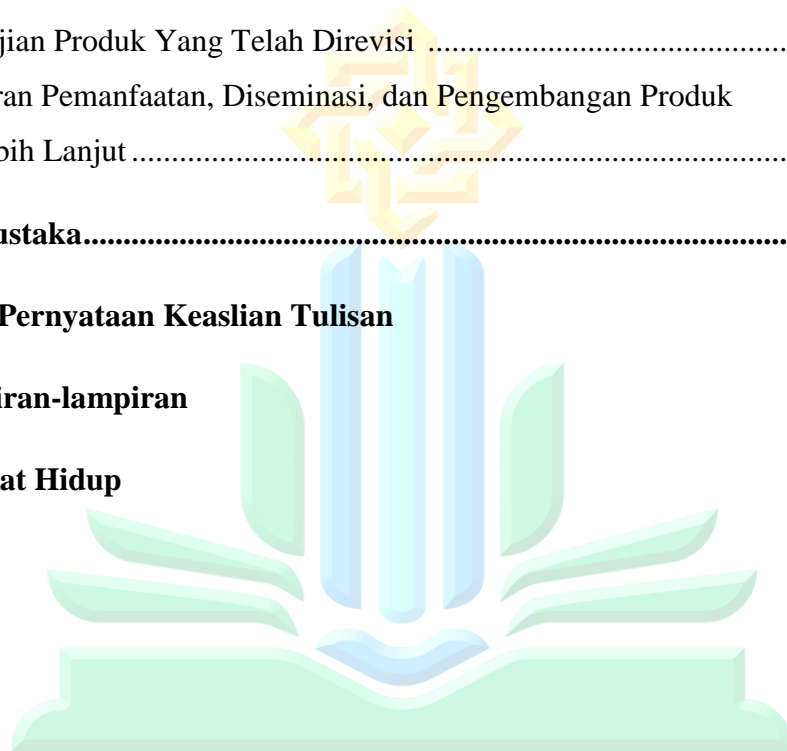 jian Produk Yang Telah Direvisi ..............................................
ran Pemanfaatan, Diseminasi, dan Pengembangan Produk
bih Lanjut ...................................................................................
ustaka.........................................................................................
Pernyataan Keaslian Tulisan
iran-lampiran
at Hidup